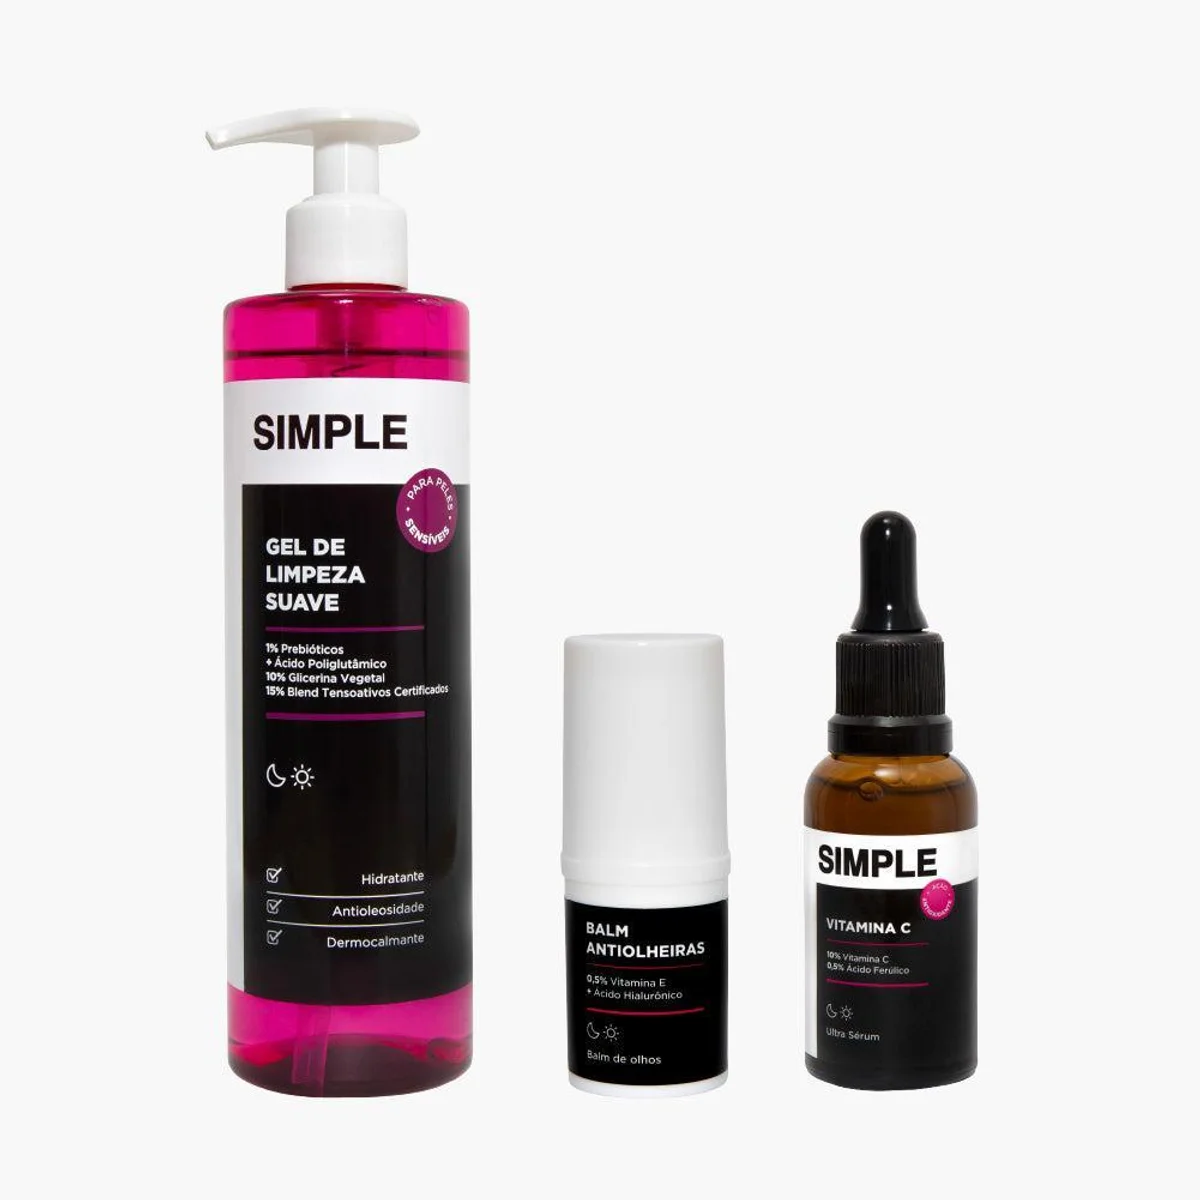 SIMPLE
PARA PELES
SENSÍVEIS
GEL DE
LIMPEZA
SUAVE
1% Prebióticos
+ Ácido Poliglutâmico
10% Glicerina Vegetal
15% Blend Tensoativos Certificados
Hidratante
Antioleosidade
Dermocalmante
BALM
ANTIOLHEIRAS
0,5% Vitamina E
+ Ácido Hialurônico
Balm de olhos
SIMPLE
AÇÃO
ANTIOXIDANTE
VITAMINA C
10% Vitamina C
0,5% Ácido Ferúlico
Ultra Sérum